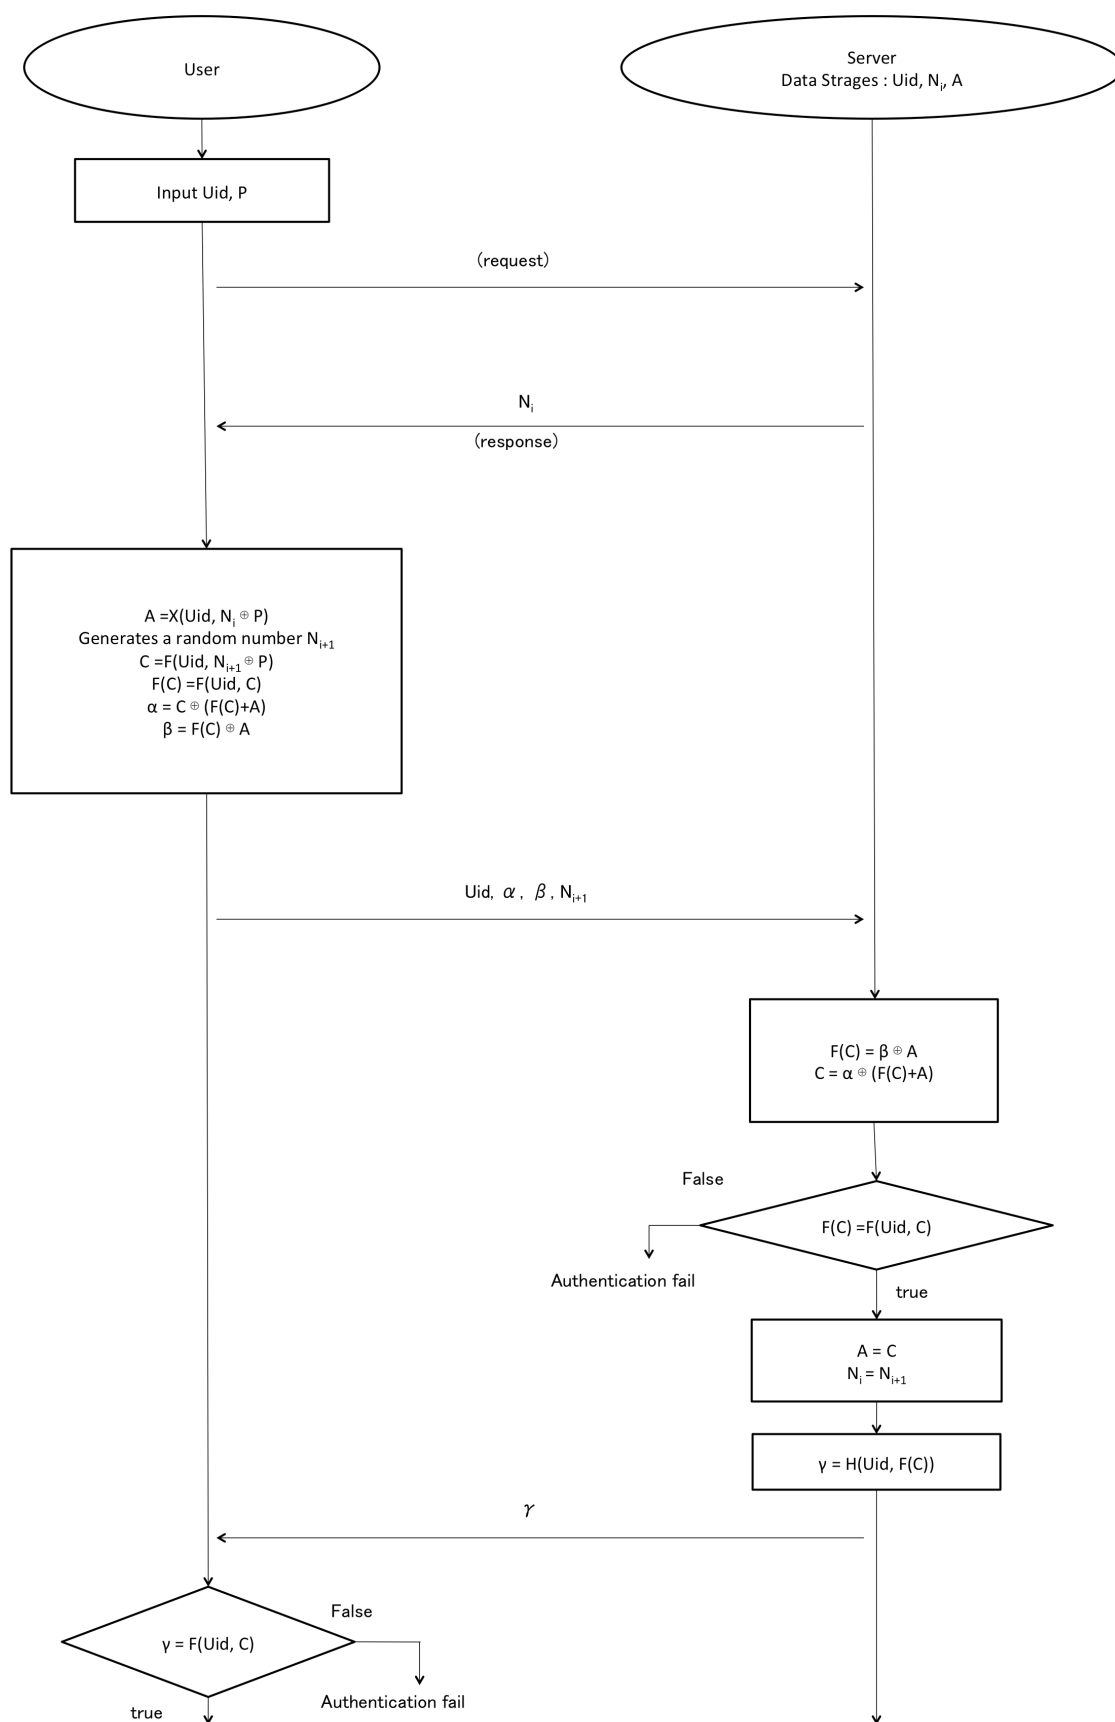 User
Server
Data Strages : Uid, Nᵢ, A
Input Uid, P
(request)
Nᵢ
(response)
A =X(Uid, Nᵢ ⊕ P)
Generates a random number Nᵢ₊₁
C =F(Uid, Nᵢ₊₁ ⊕ P)
F(C) =F(Uid, C)
α = C ⊕ (F(C)+A)
β = F(C) ⊕ A
Uid, α, β, Nᵢ₊₁
F(C) = β ⊕ A
C = α ⊕ (F(C)+A)
False
F(C) =F(Uid, C)
Authentication fail
true
A = C
Nᵢ = Nᵢ₊₁
γ = H(Uid, F(C))
γ
False
γ = F(Uid, C)
Authentication fail
true